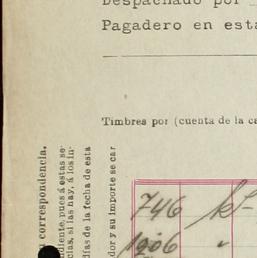 Despachado por
Pagadero en esta
Timbres por (cuenta de la ca
u correspondencia.
diente, pues á estas se-
cias, si las hay, á los in-
días de la fecha de esta
dor y su importe se car
746 kº
1906 "